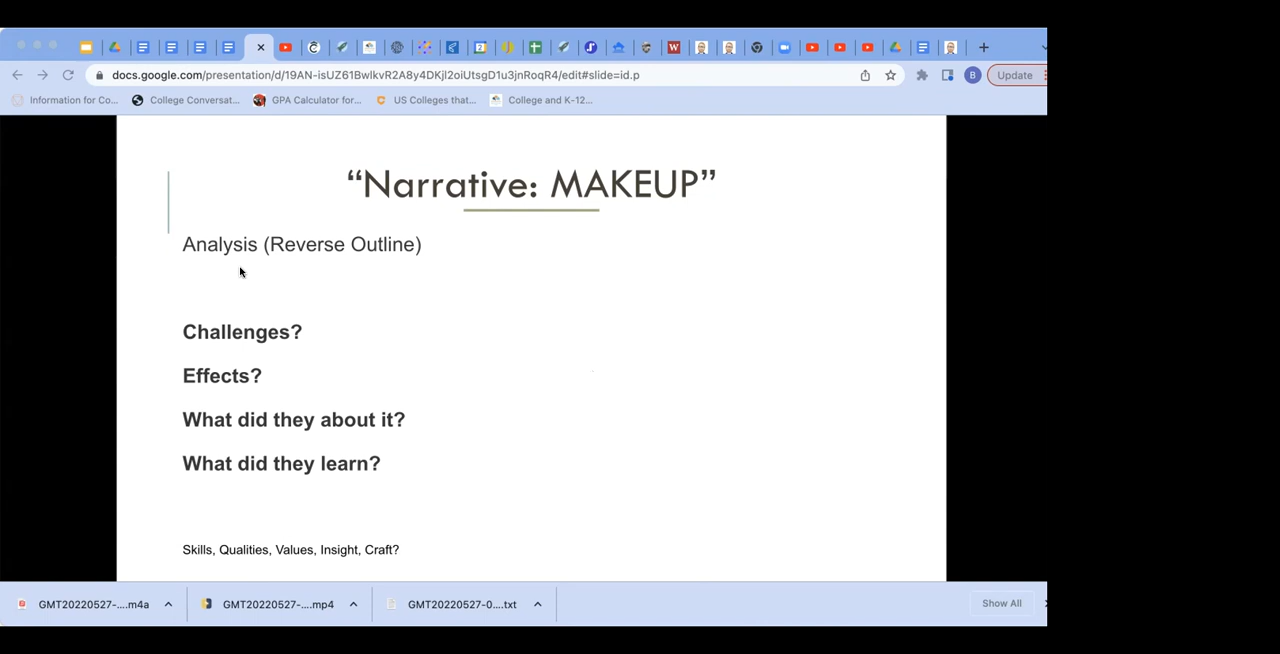 docs.google.com/presentation/d/19AN-isUZ61BwlkvR2A8y4DKjl2oiUtsgD1u3jnRoqR4/edit#slide=id.p
B
Update
Information for Co...
College Conversat...
GPA Calculator for...
US Colleges that...
College and K-12...
“Narrative: MAKEUP”
Analysis (Reverse Outline)
Challenges?
Effects?
What did they about it?
What did they learn?
Skills, Qualities, Values, Insight, Craft?
GMT20220527-....m4a
GMT20220527-....mp4
GMT20220527-0....txt
Show All